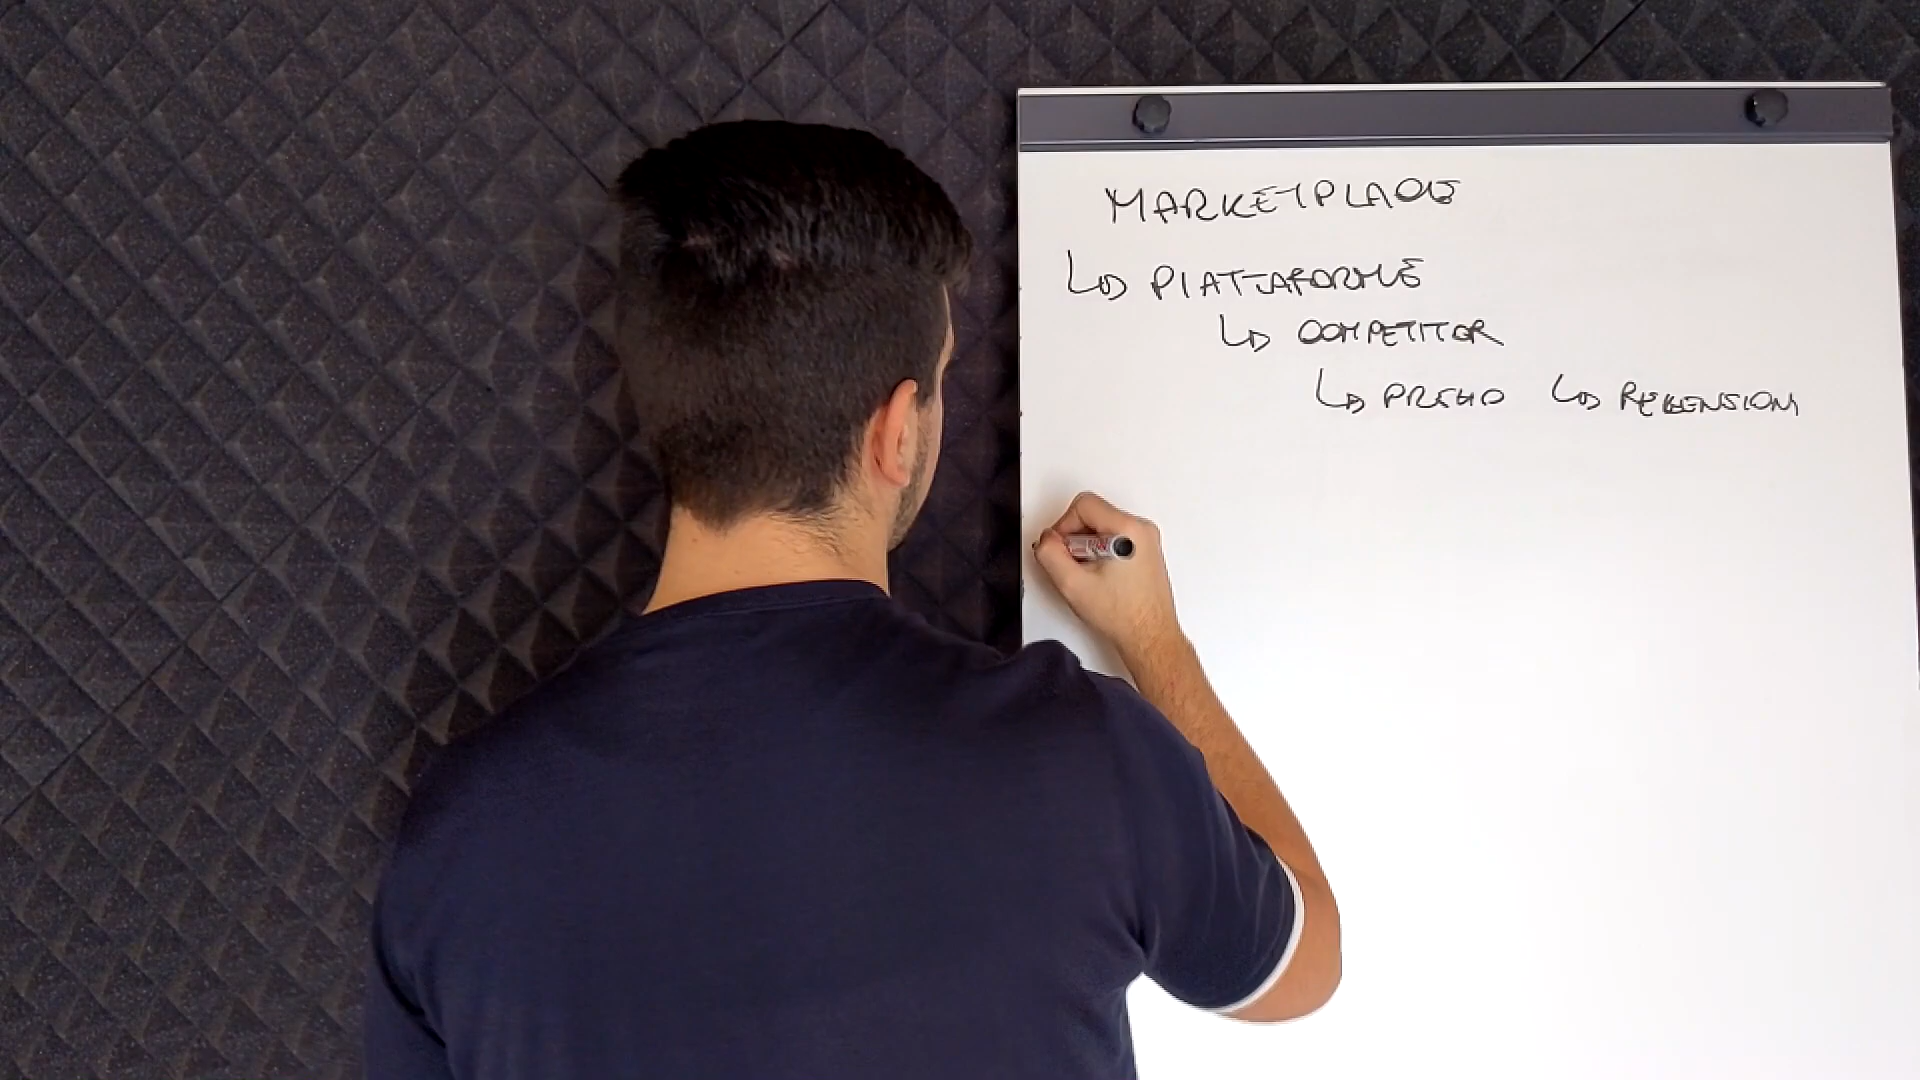 MARKETPLACE
↳ PIATTAFORME
↳ COMPETITOR
↳ PREZZO ↳ RECENSIONI